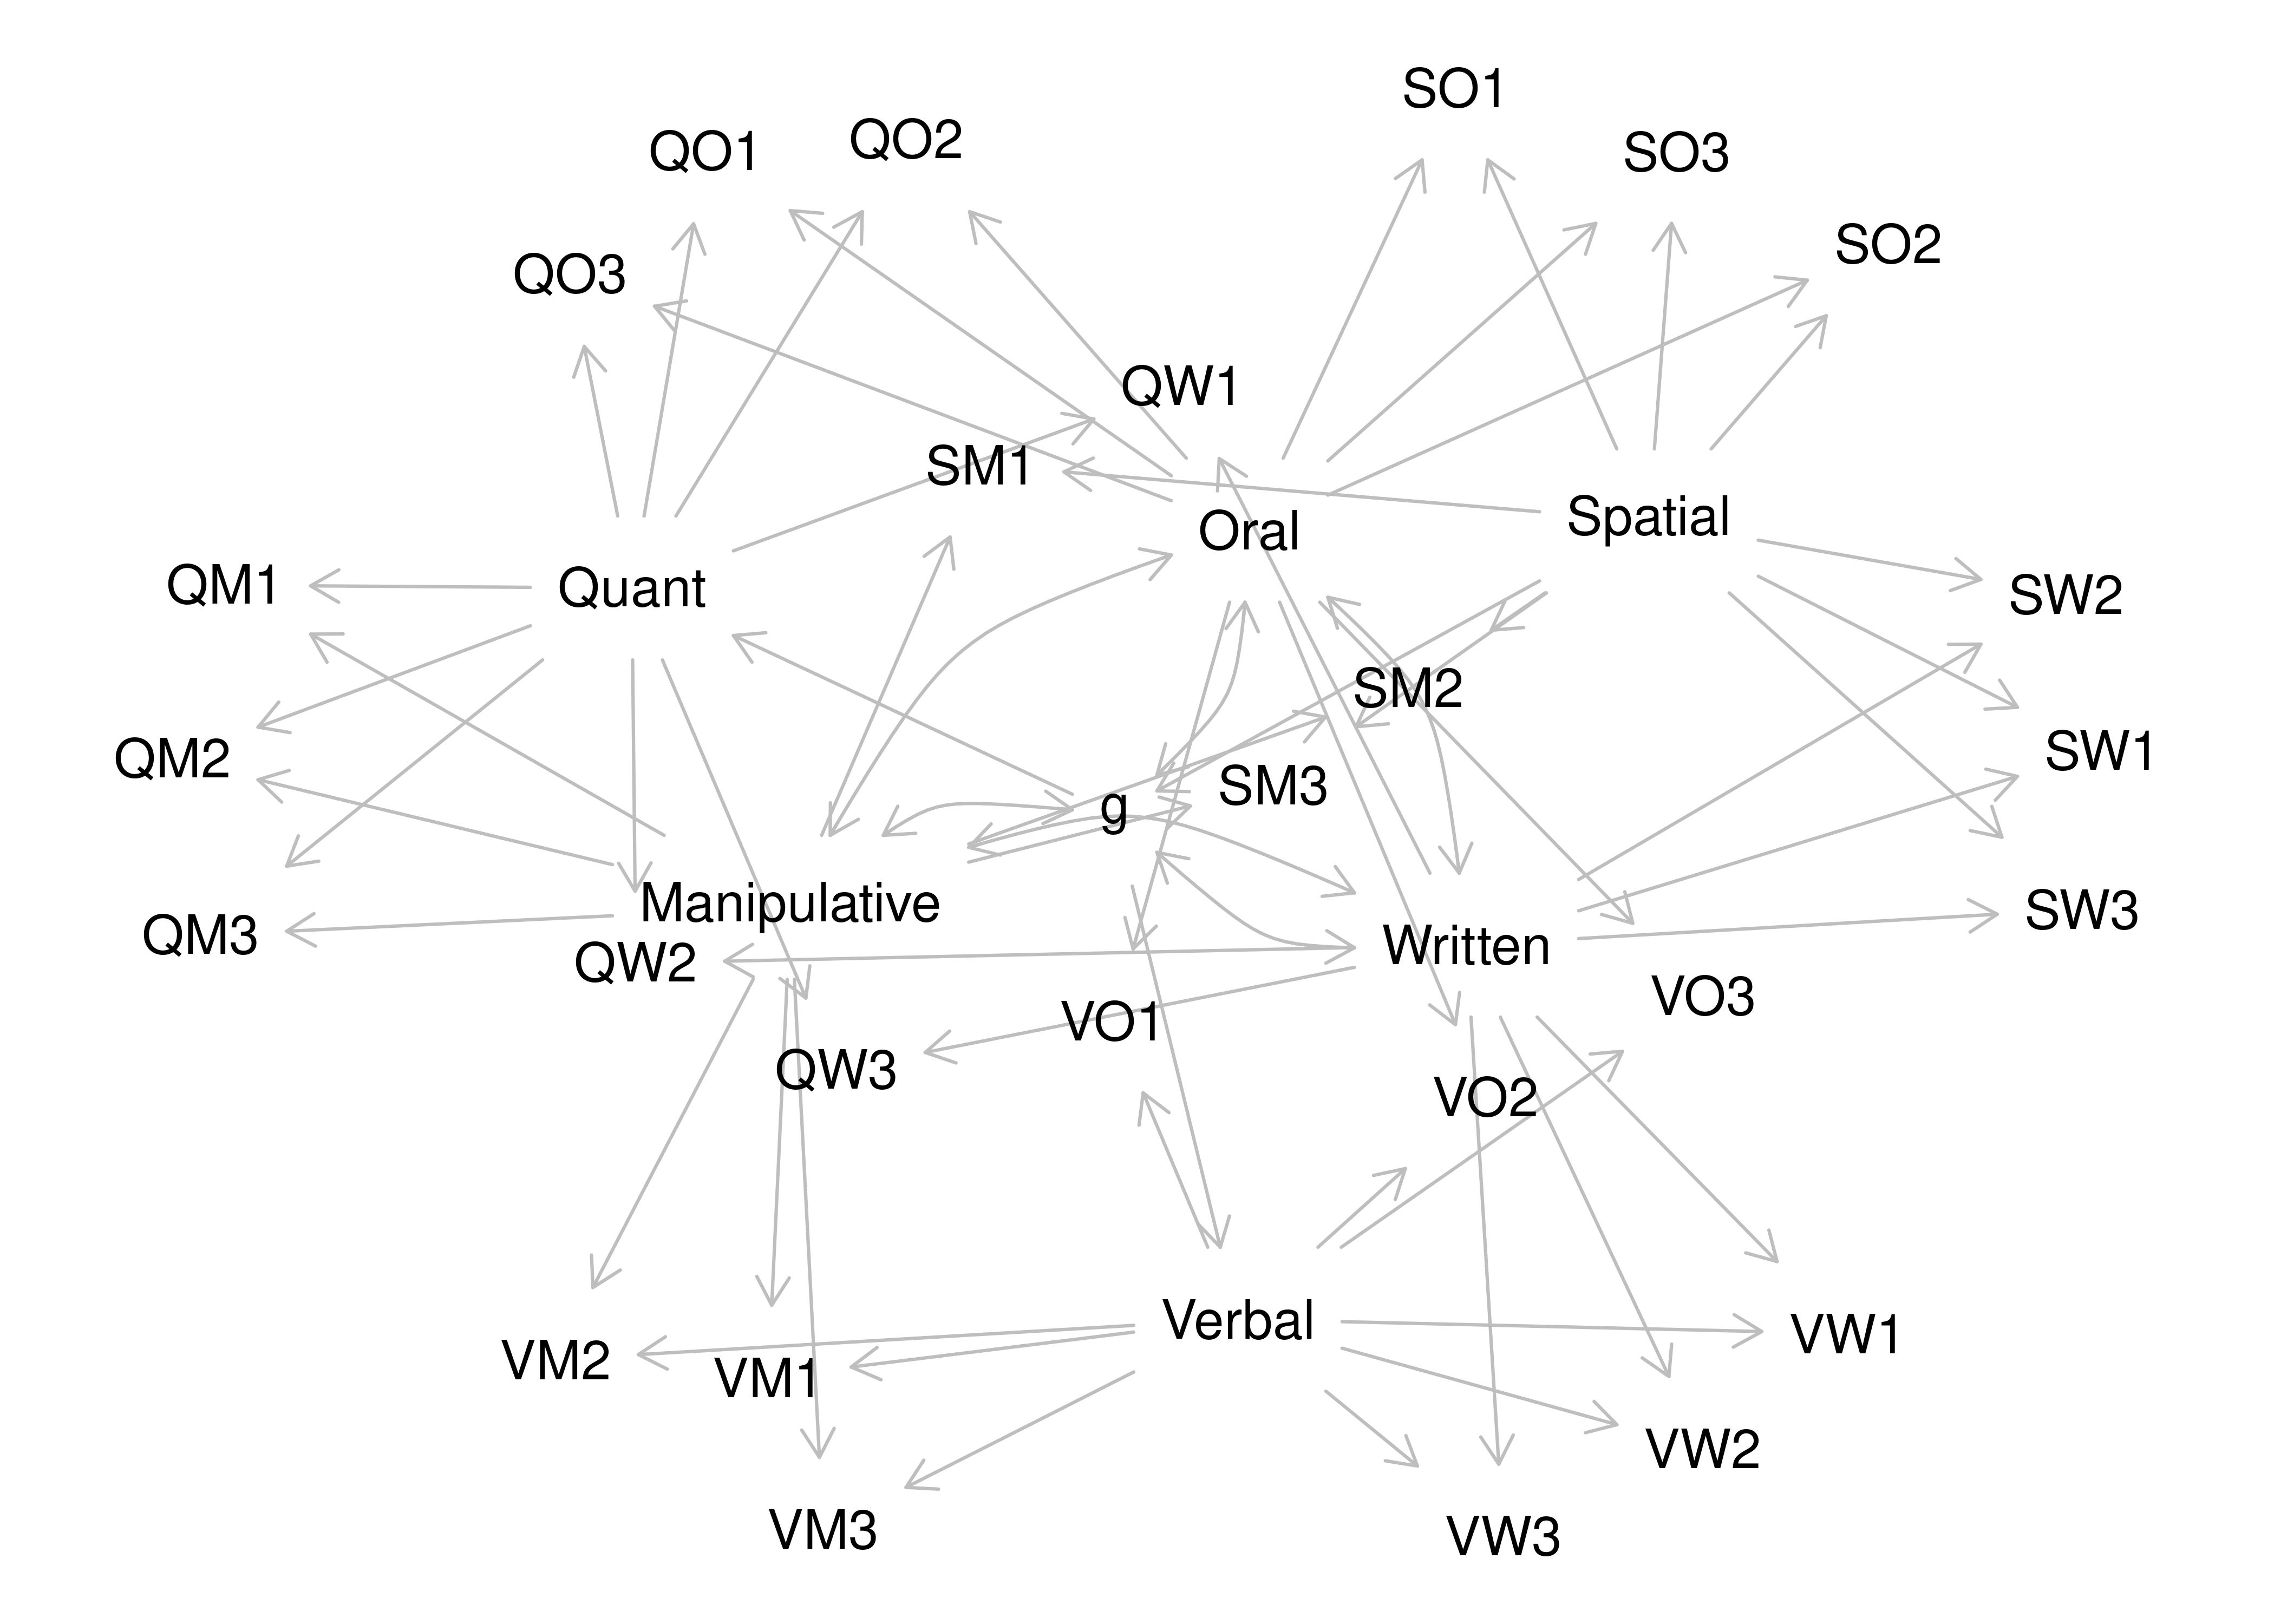 SO1
QO1
QO2
SO3
SO2
QO3
QW1
SM1
Oral
Spatial
QM1
Quant
SW2
SM2
QM2
SW1
SM3
g
Manipulative
SW3
QM3
Written
QW2
VO3
VO1
QW3
VO2
Verbal
VW1
VM2
VM1
VW2
VM3
VW3